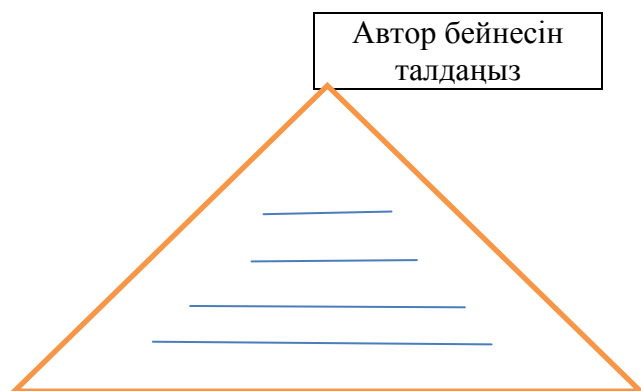 Автор бейнесін
талдаңыз